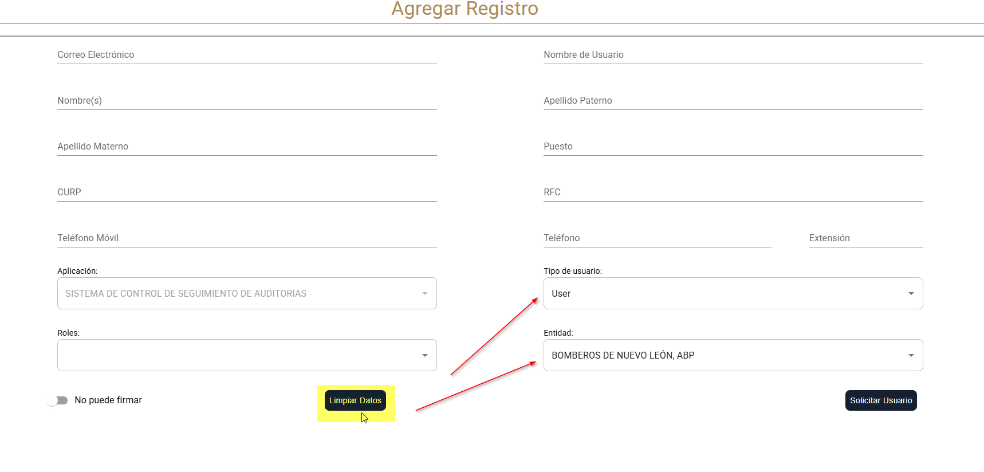 Agregar Registro
Correo Electrónico
Nombre de Usuario
Nombre(s)
Apellido Paterno
Apellido Materno
Puesto
CURP
RFC
Teléfono Móvil
Teléfono
Extensión
Aplicación:
Tipo de usuario:
SISTEMA DE CONTROL DE SEGUIMIENTO DE AUDITORIAS
User
Roles:
Entidad:
BOMBEROS DE NUEVO LEÓN, ABP
No puede firmar
Limpiar Datos
Solicitar Usuario